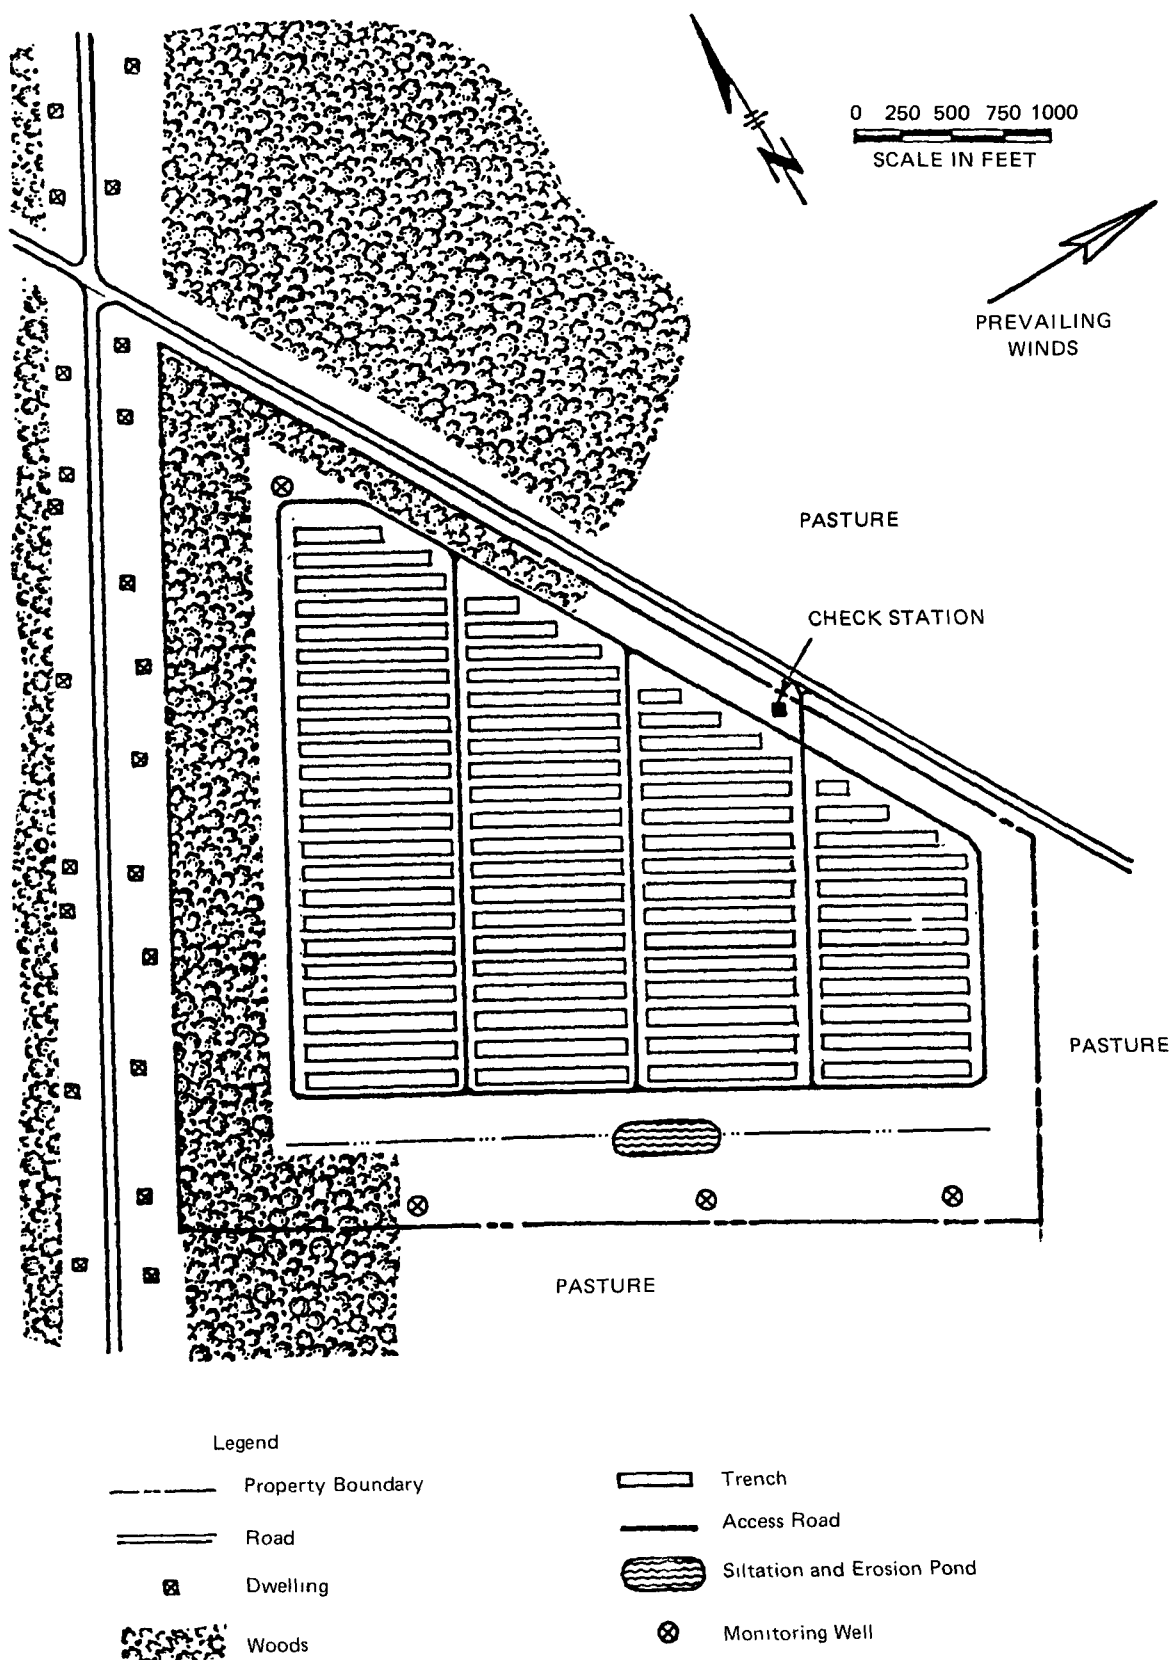 0 250 500 750 1000
SCALE IN FEET
N
PREVAILING
WINDS
PASTURE
CHECK STATION
PASTURE
PASTURE
Legend
Property Boundary
Road
Dwelling
Woods
Trench
Access Road
Siltation and Erosion Pond
Monitoring Well